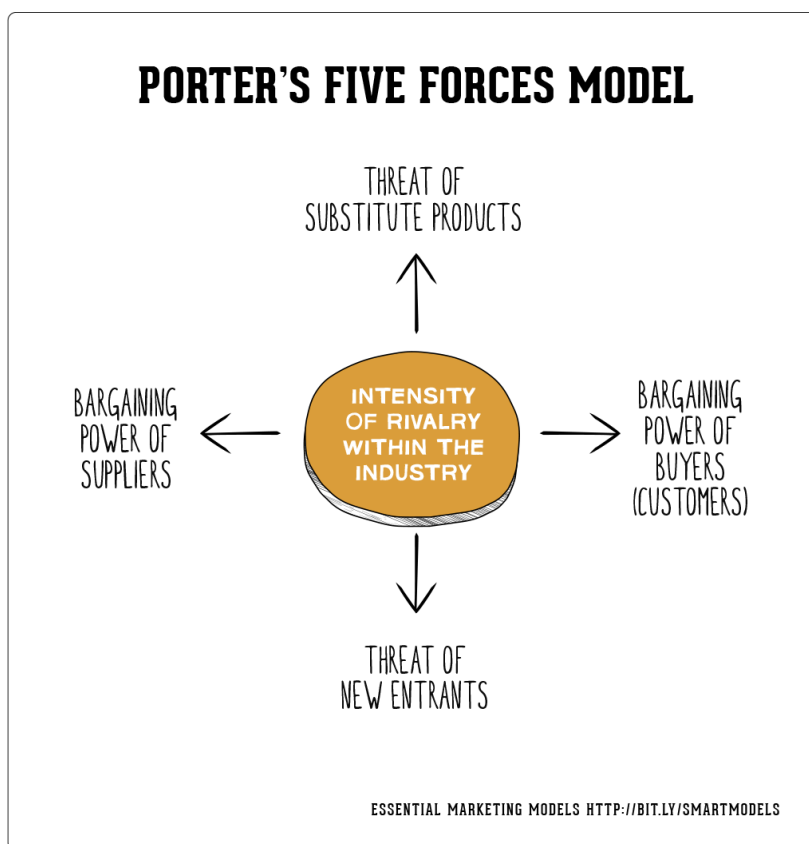 PORTER'S FIVE FORCES MODEL
THREAT OF
SUBSTITUTE PRODUCTS
BARGAINING
POWER OF
SUPPLIERS
INTENSITY
OF RIVALRY
WITHIN THE
INDUSTRY
BARGAINING
POWER OF
BUYERS
(CUSTOMERS)
THREAT OF
NEW ENTRANTS
ESSENTIAL MARKETING MODELS HTTP://BIT.LY/SMARTMODELS